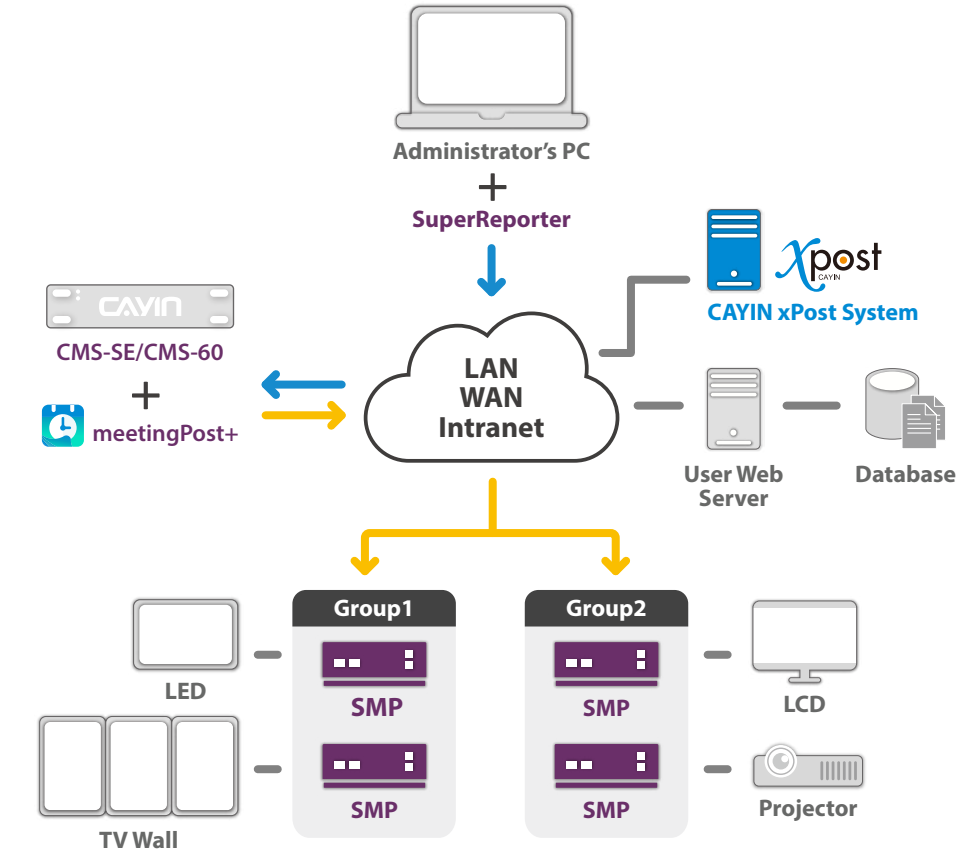 Administrator's PC
+
SuperReporter
Xpost
CAYIN
CAYIN xPost System
CAYIN
CMS-SE/CMS-60
+
meetingPost+
LAN
WAN
Intranet
User Web
Server
Database
Group1
Group2
LED
SMP
SMP
LCD
TV Wall
SMP
SMP
Projector